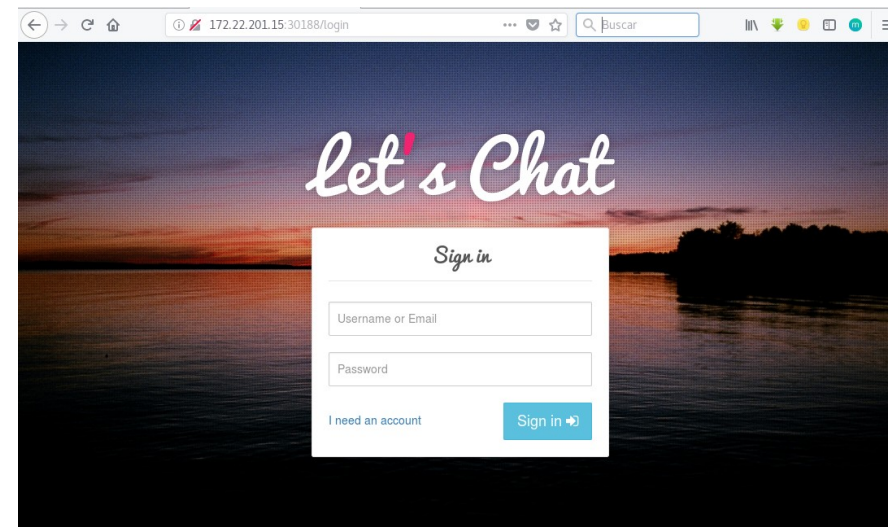 172.22.201.15:30188/login
Buscar
Let's Chat
Sign in
Username or Email
Password
I need an account
Sign in